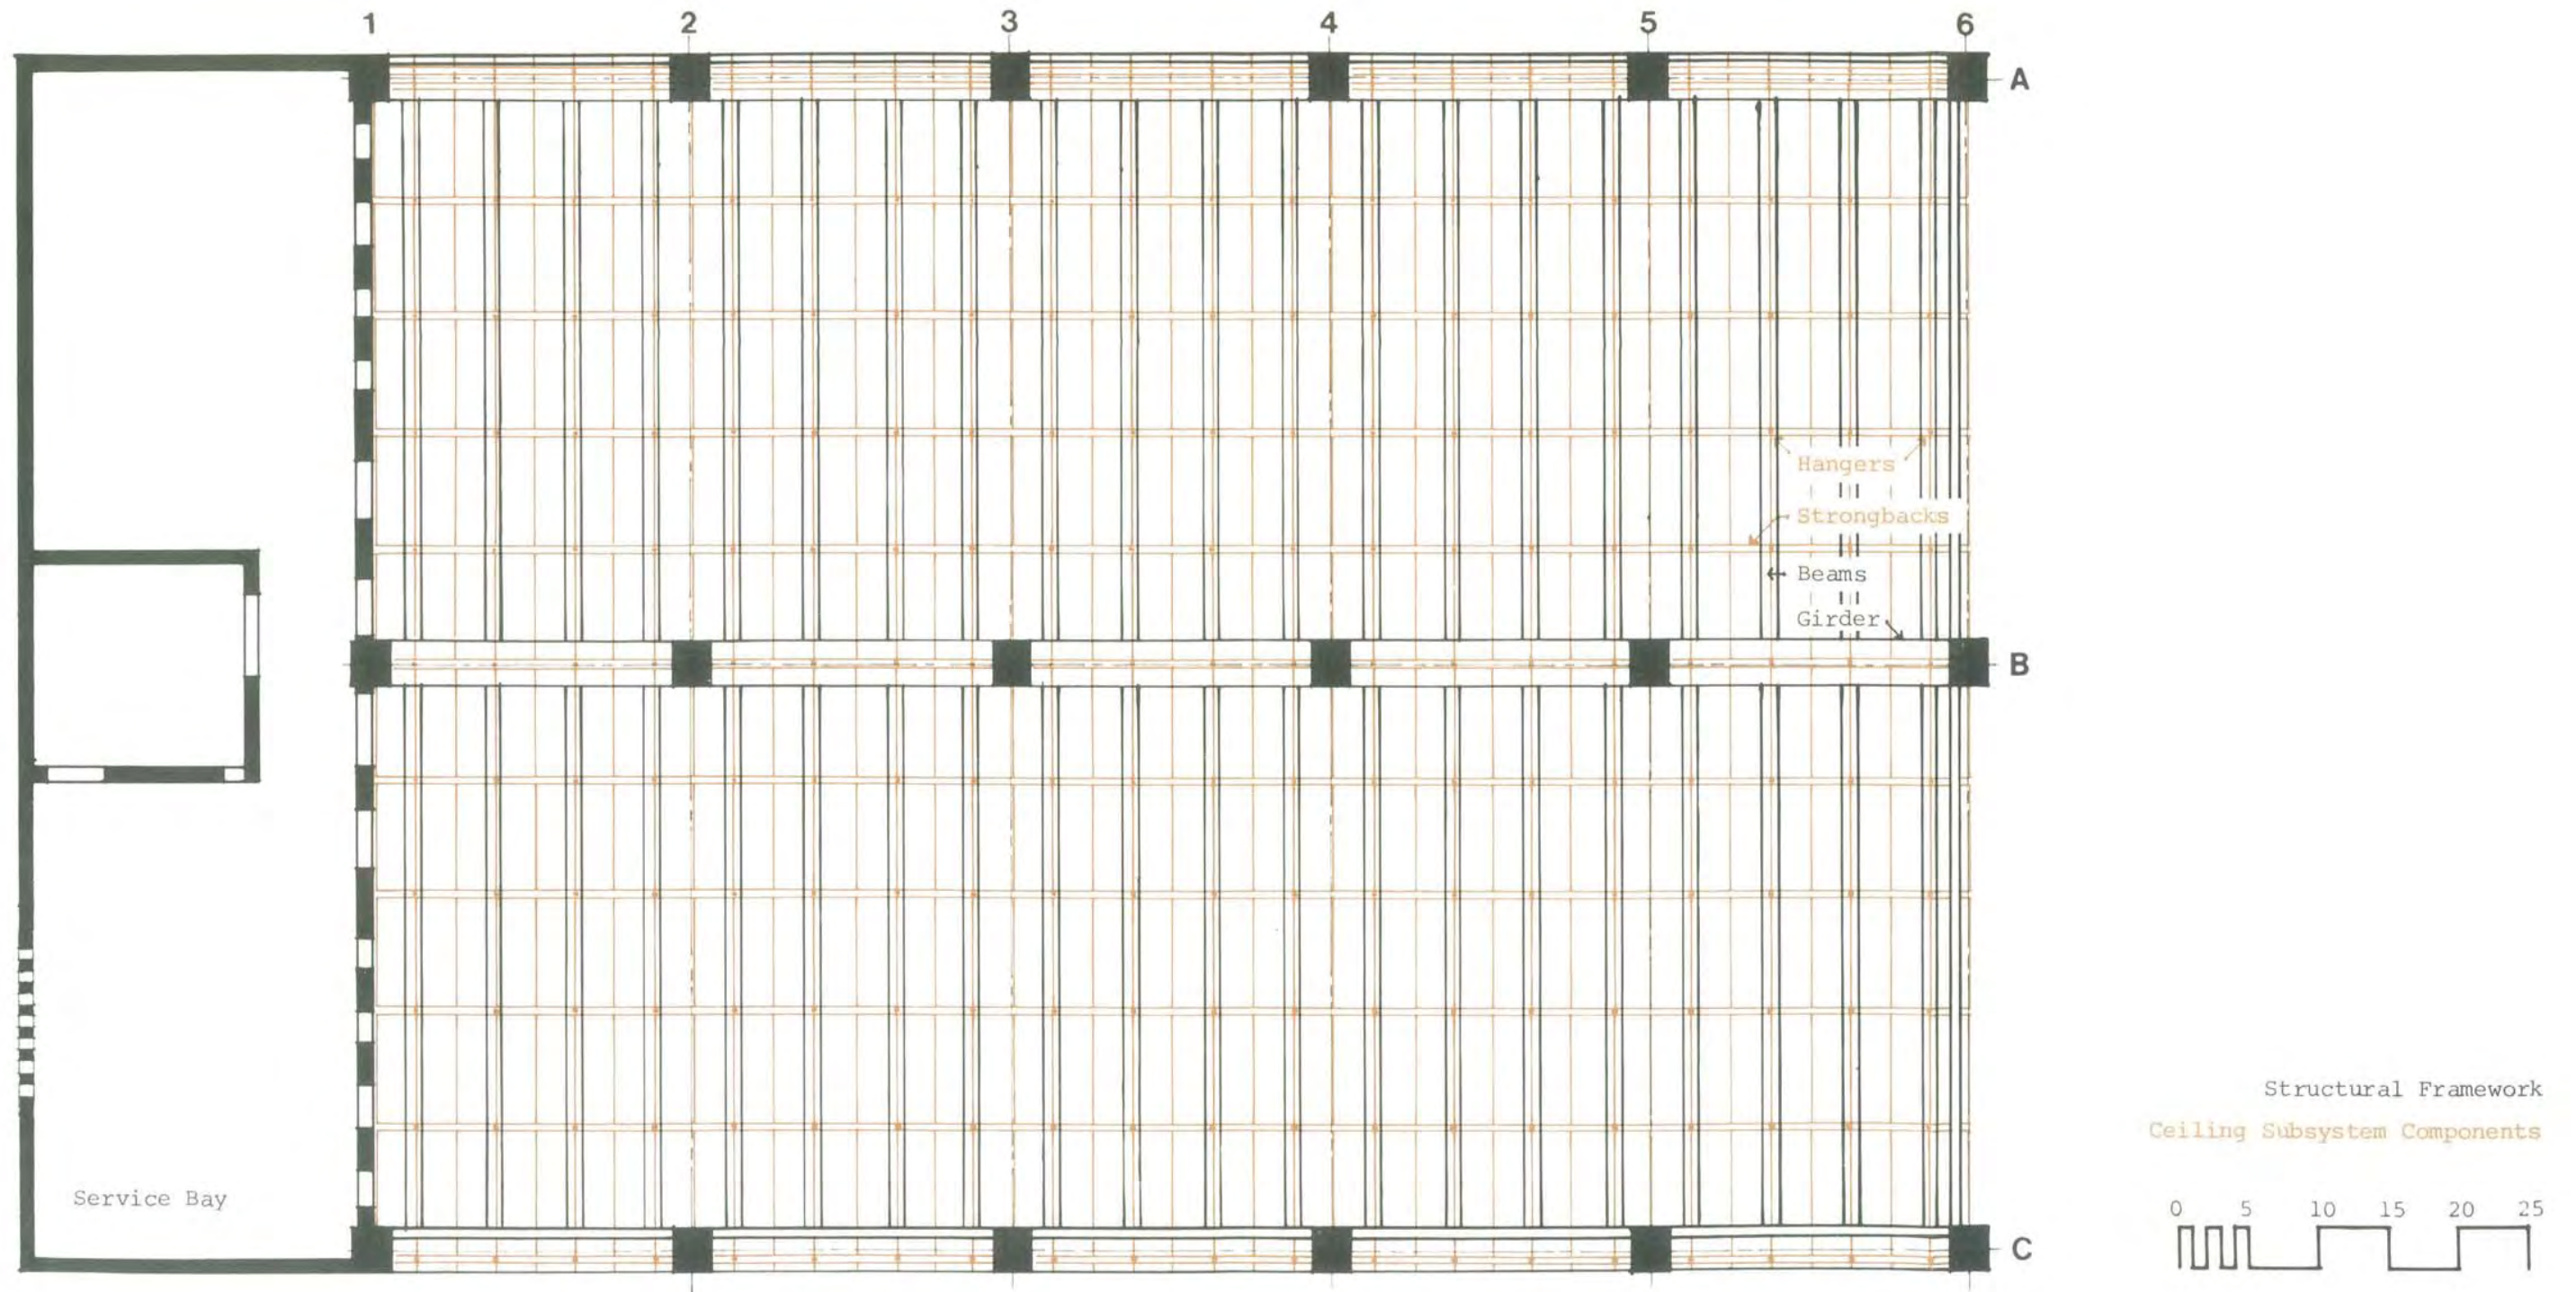 1 2 3 4 5 6
A
Hangers
Strongbacks
Beams
Girder
B
Structural Framework
Ceiling Subsystem Components
Service Bay
0 5 10 15 20 25
C